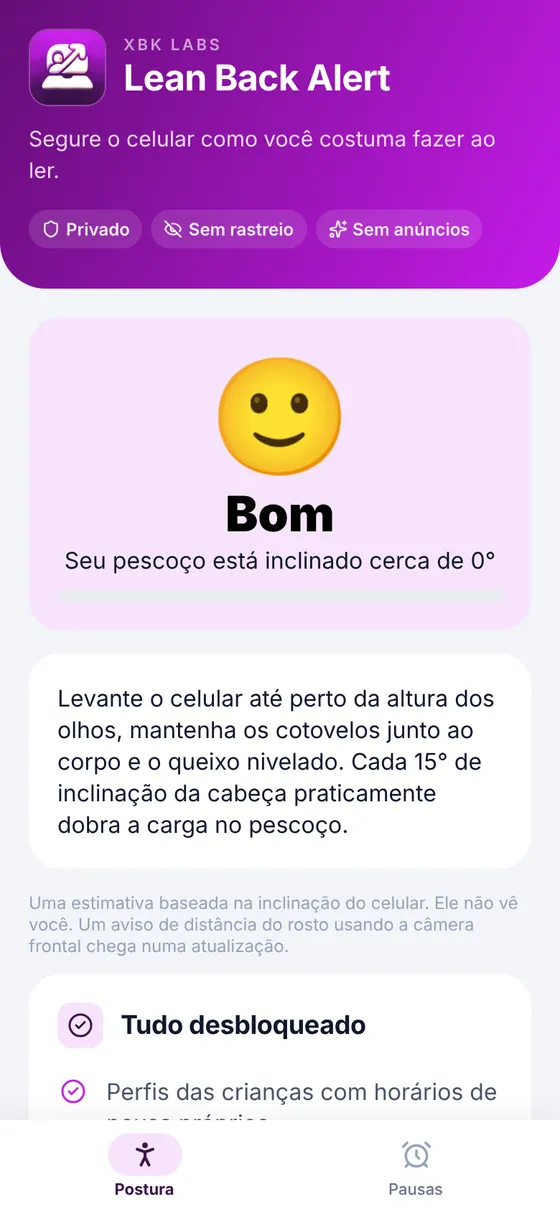 XBK LABS
Lean Back Alert
Segure o celular como você costuma fazer ao
ler.
Privado
Sem rastreio
Sem anúncios
Bom
Seu pescoço está inclinado cerca de 0°
Levante o celular até perto da altura dos
olhos, mantenha os cotovelos junto ao
corpo e o queixo nivelado. Cada 15° de
inclinação da cabeça praticamente
dobra a carga no pescoço.
Uma estimativa baseada na inclinação do celular. Ele não vê
você. Um aviso de distância do rosto usando a câmera
frontal chega numa atualização.
Tudo desbloqueado
Perfis das crianças com horários de
Postura
Pausas